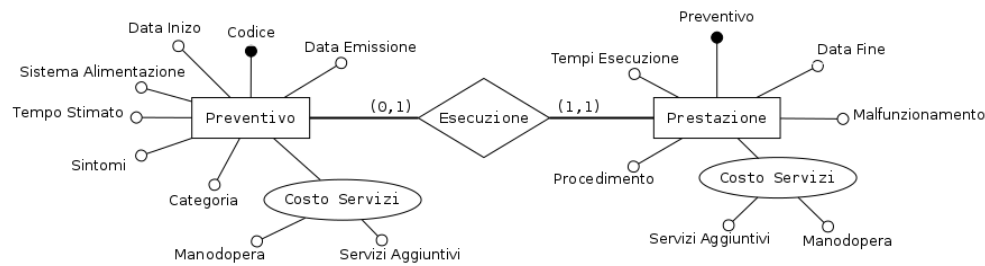 Data Inizo
Codice
Data Emissione
Sistema Alimentazione
Tempo Stimato
Preventivo
Sintomi
Categoria
Costo Servizi
Manodopera
Servizi Aggiuntivi
(0,1)
Esecuzione
(1,1)
Preventivo
Tempi Esecuzione
Data Fine
Prestazione
Malfunzionamento
Procedimento
Costo Servizi
Servizi Aggiuntivi
Manodopera